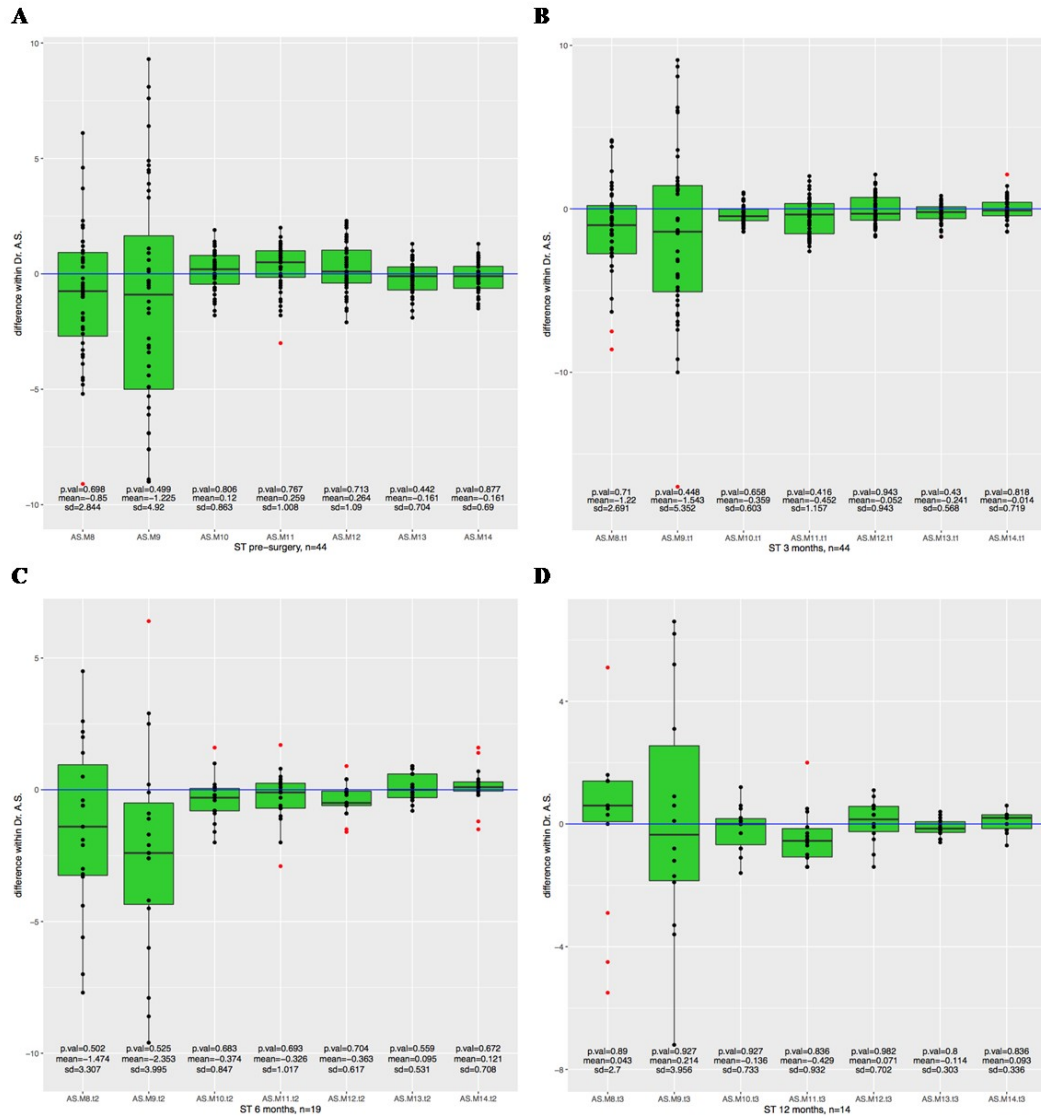 A
10
5
0
−5
−10
difference within Dr. A.S.
p.val=0.698 p.val=0.499 p.val=0.806 p.val=0.767 p.val=0.713 p.val=0.442 p.val=0.877
mean=−0.85 mean=−1.225 mean=0.12 mean=0.259 mean=0.264 mean=−0.161 mean=−0.161
sd=2.844 sd=4.92 sd=0.863 sd=1.008 sd=1.09 sd=0.704 sd=0.69
AS.M8 AS.M9 AS.M10 AS.M11 AS.M12 AS.M13 AS.M14
ST pre−surgery, n=44
B
10
0
−10
difference within Dr. A.S.
p.val=0.71 p.val=0.448 p.val=0.658 p.val=0.416 p.val=0.943 p.val=0.43 p.val=0.818
mean=−1.22 mean=−1.543 mean=−0.359 mean=−0.452 mean=−0.052 mean=−0.241 mean=−0.014
sd=2.691 sd=5.352 sd=0.603 sd=1.157 sd=0.943 sd=0.568 sd=0.719
AS.M8.t1 AS.M9.t1 AS.M10.t1 AS.M11.t1 AS.M12.t1 AS.M13.t1 AS.M14.t1
ST 3 months, n=44
C
5
0
−5
−10
difference within Dr. A.S.
p.val=0.502 p.val=0.525 p.val=0.683 p.val=0.693 p.val=0.704 p.val=0.559 p.val=0.672
mean=−1.474 mean=−2.353 mean=−0.374 mean=−0.326 mean=−0.363 mean=0.095 mean=0.121
sd=3.307 sd=3.995 sd=0.847 sd=1.017 sd=0.617 sd=0.531 sd=0.708
AS.M8.t2 AS.M9.t2 AS.M10.t2 AS.M11.t2 AS.M12.t2 AS.M13.t2 AS.M14.t2
ST 6 months, n=19
D
4
0
−4
−8
difference within Dr. A.S.
p.val=0.89 p.val=0.927 p.val=0.927 p.val=0.836 p.val=0.982 p.val=0.8 p.val=0.836
mean=0.043 mean=0.214 mean=−0.136 mean=−0.429 mean=0.071 mean=−0.114 mean=0.093
sd=2.7 sd=3.956 sd=0.733 sd=0.932 sd=0.702 sd=0.303 sd=0.336
AS.M8.t3 AS.M9.t3 AS.M10.t3 AS.M11.t3 AS.M12.t3 AS.M13.t3 AS.M14.t3
ST 12 months, n=14